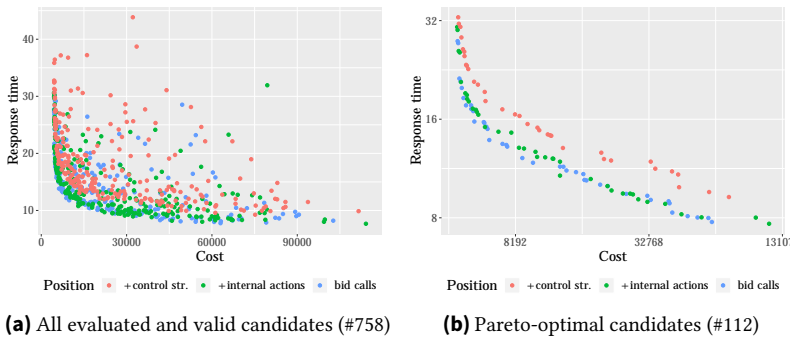 Response time
40
30
20
10
0
30000
60000
90000
Cost
Position +control str. +internal actions bid calls
(a) All evaluated and valid candidates (#758)
Response time
32
16
8
8192
32768
13107
Cost
Position +control str. +internal actions bid calls
(b) Pareto-optimal candidates (#112)